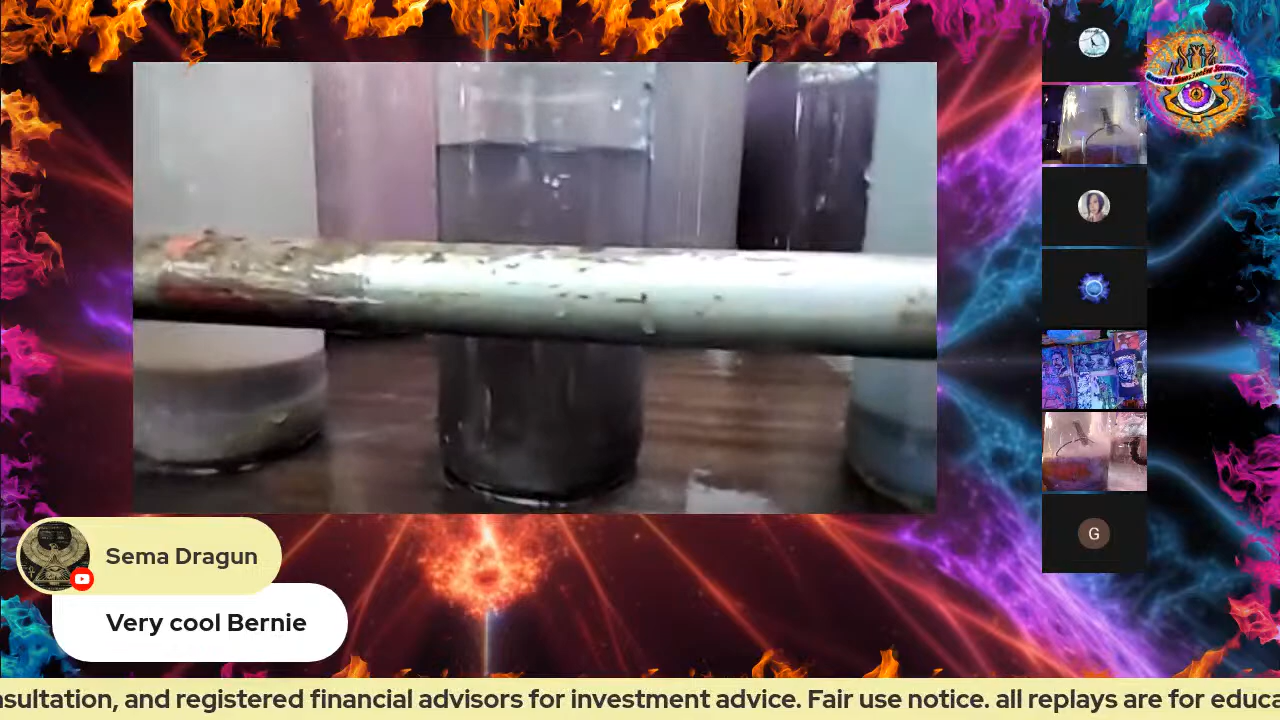 Sema Dragun
Very cool Bernie
G
nsultation, and registered financial advisors for investment advice. Fair use notice. all replays are for educa